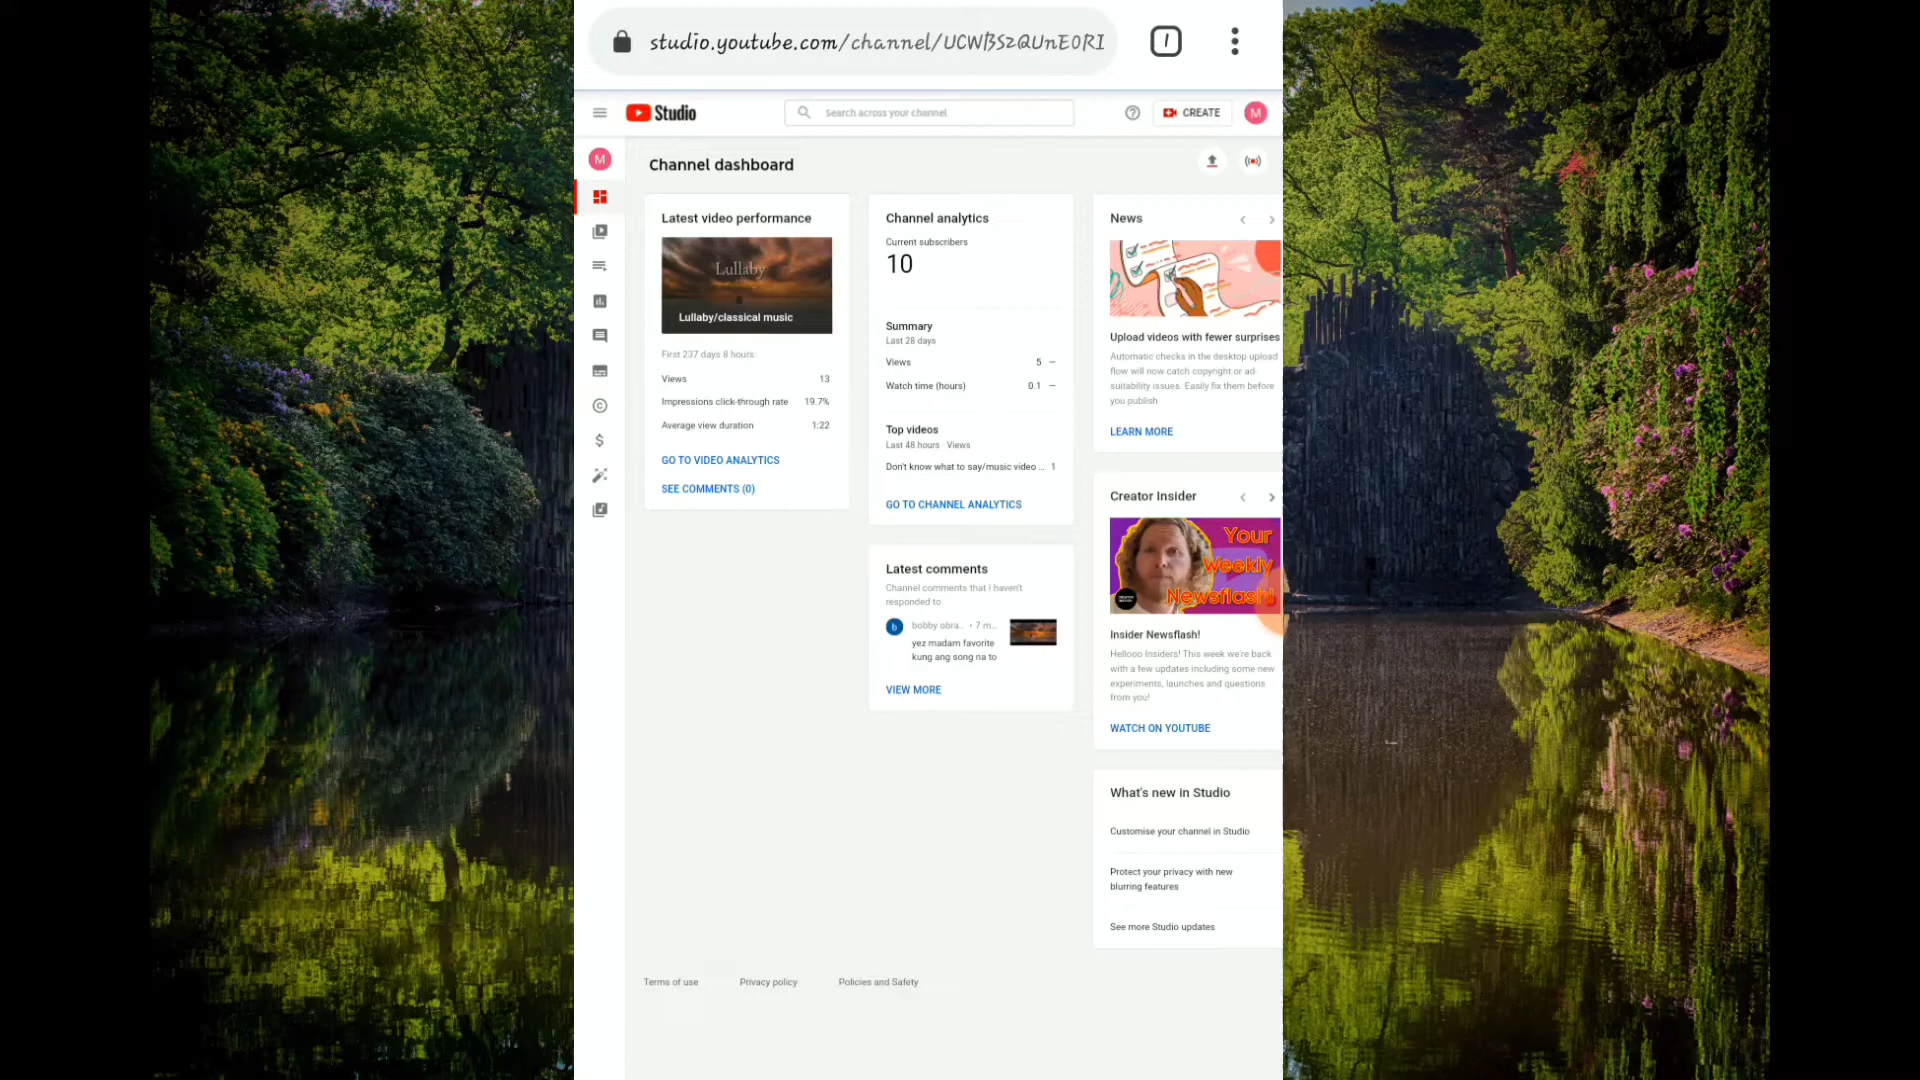 studio.youtube.com/channel/UCWBS2QUnE0RI
1
Studio
Search across your channel
CREATE
M
M
Channel dashboard
Latest video performance
Lullaby
Lullaby/classical music
First 237 days 8 hours:
Views 13
Impressions click-through rate 19.7%
Average view duration 1:22
GO TO VIDEO ANALYTICS
SEE COMMENTS (0)
Channel analytics
Current subscribers
10
Summary
Last 28 days
Views 5 —
Watch time (hours) 0.1 —
Top videos
Last 48 hours · Views
Don't know what to say/music video ... 1
GO TO CHANNEL ANALYTICS
Latest comments
Channel comments that I haven't
responded to
b
bobby obra... • 7 m...
yez madam favorite
kung ang song na to
VIEW MORE
News
Upload videos with fewer surprises
Automatic checks in the desktop upload
flow will now catch copyright or ad-
suitability issues. Easily fix them before
you publish
LEARN MORE
Creator Insider
Your
Weekly
Newsflash!
Insider Newsflash!
Hellooo Insiders! This week we're back
with a few updates including some new
experiments, launches and questions
from you!
WATCH ON YOUTUBE
What's new in Studio
Customise your channel in Studio
Protect your privacy with new
blurring features
See more Studio updates
Terms of use Privacy policy Policies and Safety